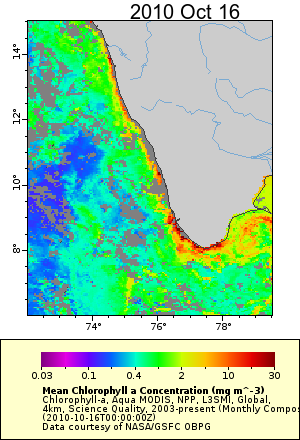 2010 Oct 16
14°
12°
10°
8°
74° 76° 78°
0.03 0.1 0.4 2 10 30
Mean Chlorophyll a Concentration (mg m^-3)
Chlorophyll-a, Aqua MODIS, NPP, L3SMI, Global,
4km, Science Quality, 2003-present (Monthly Compos
(2010-10-16T00:00:00Z)
Data courtesy of NASA/GSFC OBPG